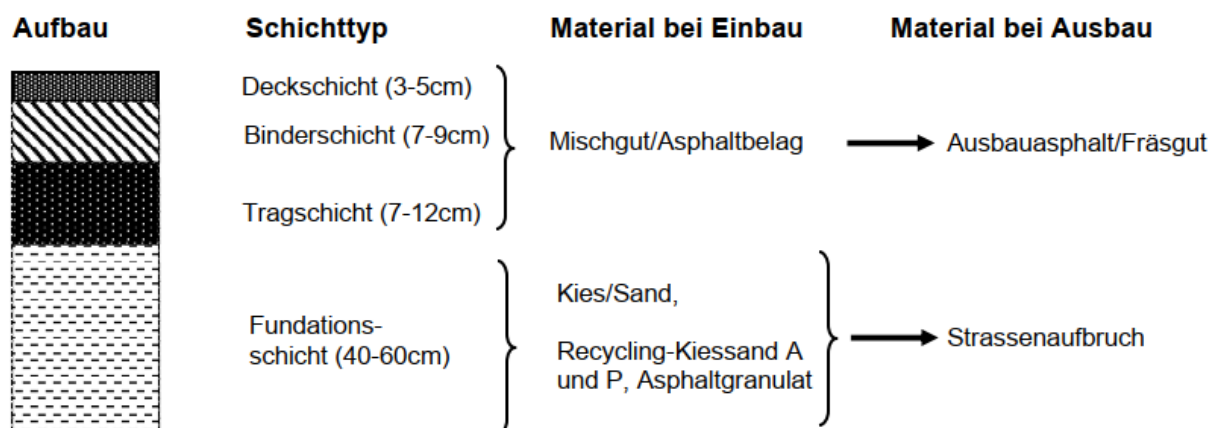 Aufbau Schichttyp Material bei Einbau Material bei Ausbau
Deckschicht (3-5cm)
Binderschicht (7-9cm)
Mischgut/Asphaltbelag
Ausbauasphalt/Fräsgut
Tragschicht (7-12cm)
Kies/Sand,
Fundations-
schicht (40-60cm)
Recycling-Kiessand A
und P, Asphaltgranulat
Strassenaufbruch